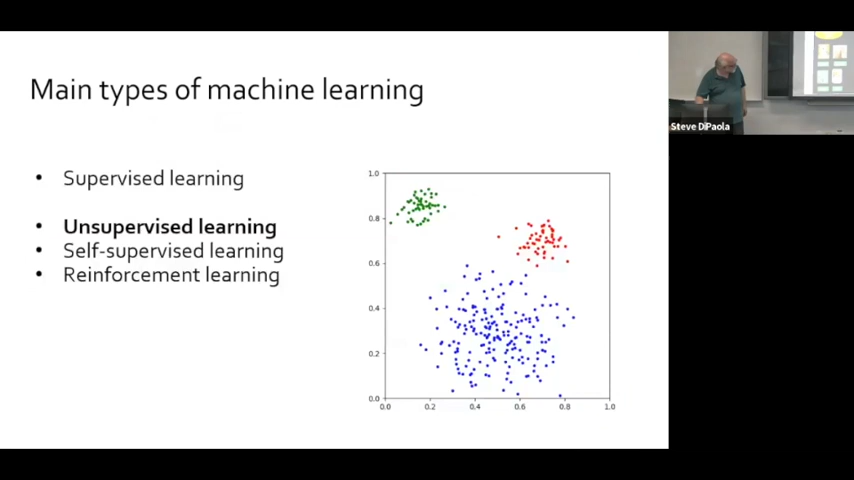 Main types of machine learning
Steve DiPaola
• Supervised learning
• Unsupervised learning
• Self-supervised learning
• Reinforcement learning
1.0
0.8
0.6
0.4
0.2
0.0
0.0 0.2 0.4 0.6 0.8 1.0